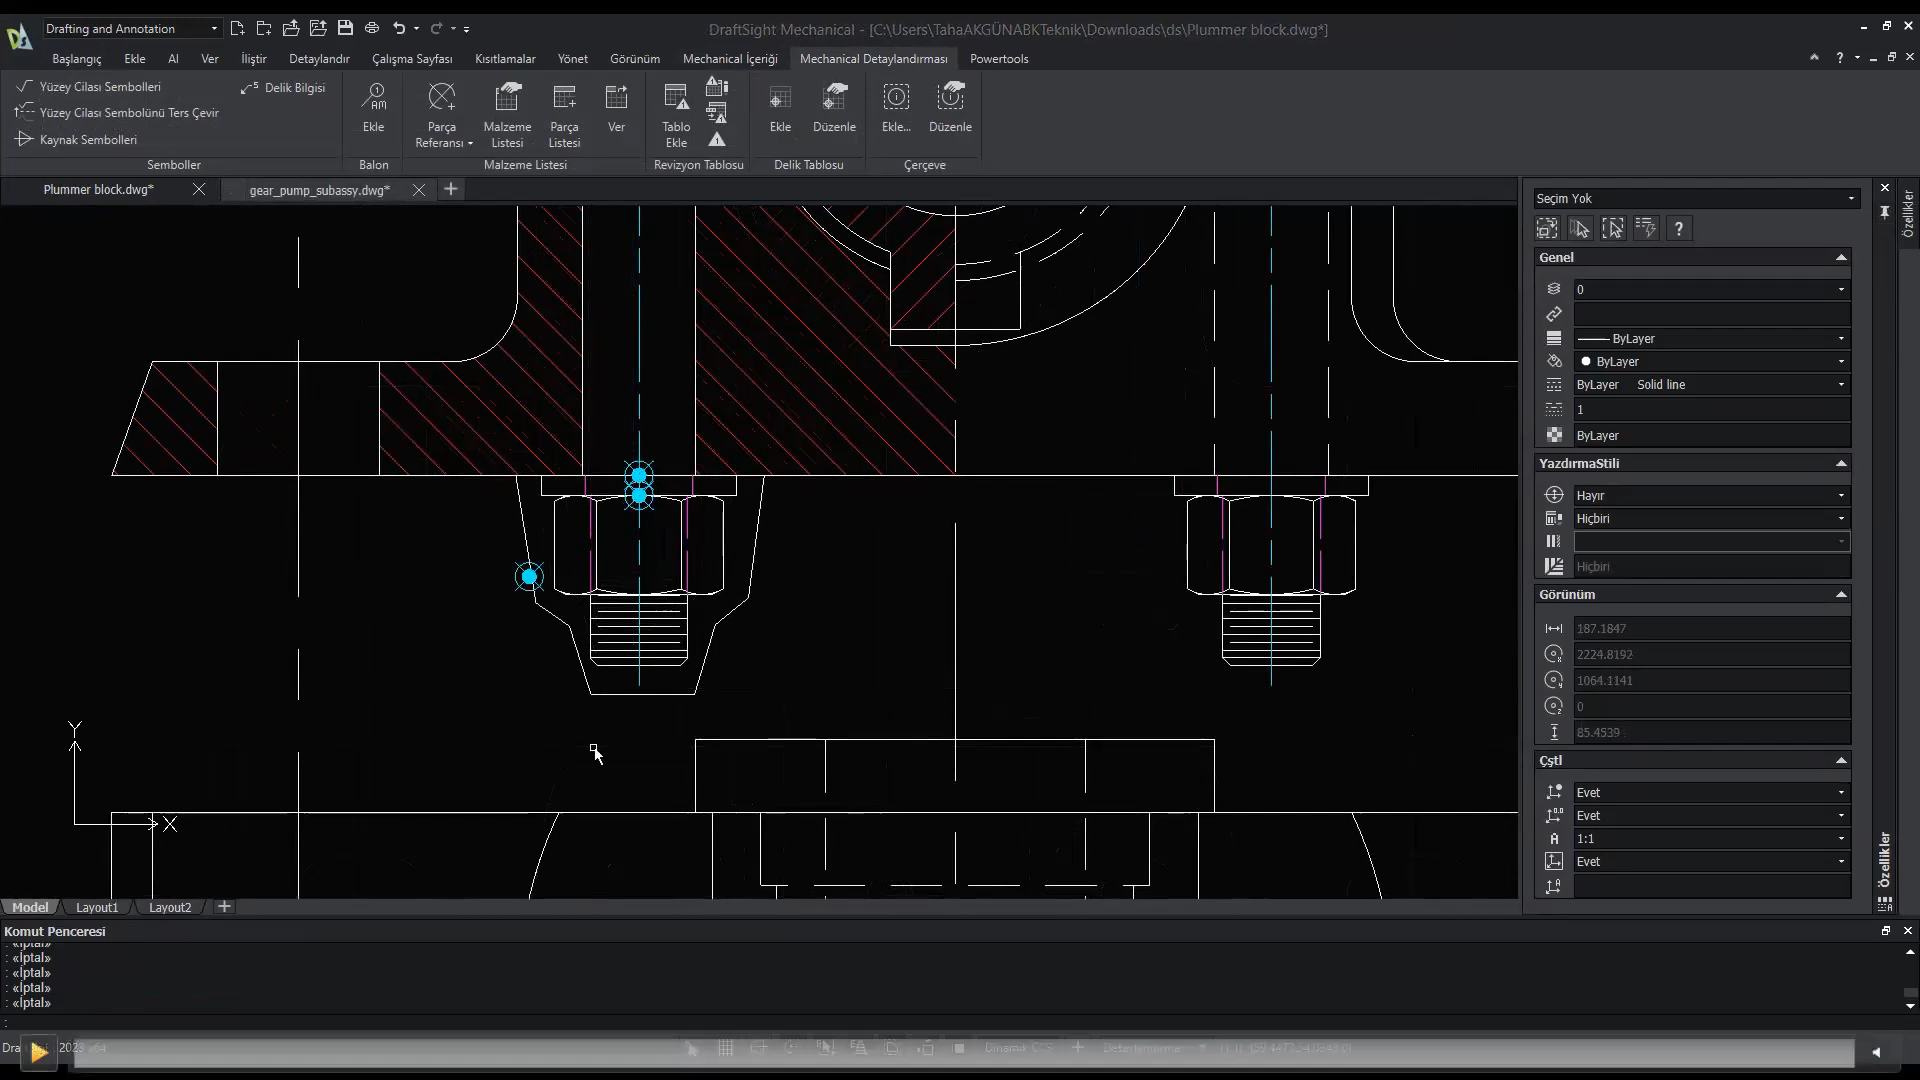 Drafting and Annotation
DraftSight Mechanical - [C:\Users\TahaAKGÜNABKTeknik\Downloads\ds\Plummer block.dwg*]
Başlangıç Ekle AI Ver İliştir Detaylandır Çalışma Sayfası Kısıtlamalar Yönet Görünüm Mechanical İçeriği Mechanical Detaylandırması Powertools
Yüzey Cilası Sembolleri
Delik Bilgisi
Yüzey Cilası Sembolünü Ters Çevir
Kaynak Sembolleri
Semboller
Ekle
Balon
Parça Referansı
Malzeme Listesi
Parça Listesi
Ver
Malzeme Listesi
Tablo Ekle
Revizyon Tablosu
Ekle
Düzenle
Delik Tablosu
Ekle...
Düzenle
Çerçeve
Plummer block.dwg*
gear_pump_subassy.dwg*
Seçim Yok
Özellikler
Genel
0
ByLayer
ByLayer
ByLayer Solid line
1
ByLayer
YazdırmaStili
Hayır
Hiçbiri
Hiçbiri
Görünüm
187.1847
2224.8192
1064.1141
0
85.4539
Çştl
Evet
Evet
1:1
Evet
Özellikler
Y
X
Model Layout1 Layout2
Komut Penceresi
: «İptal»
: «İptal»
: «İptal»
: «İptal»
: «İptal»
: